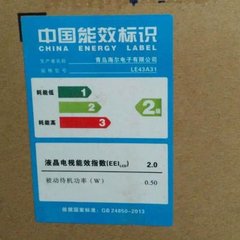 中国能效标识
CHINA ENERGY LABEL
生产者名称 青岛海尔电子有限公司
规格型号 LE43A31
耗能低 1
2 2级
耗能高 3
液晶电视能效指数(EEILCD) 2.0
被动待机功率(W) 0.50
依据国家标准：GB 24850-2013